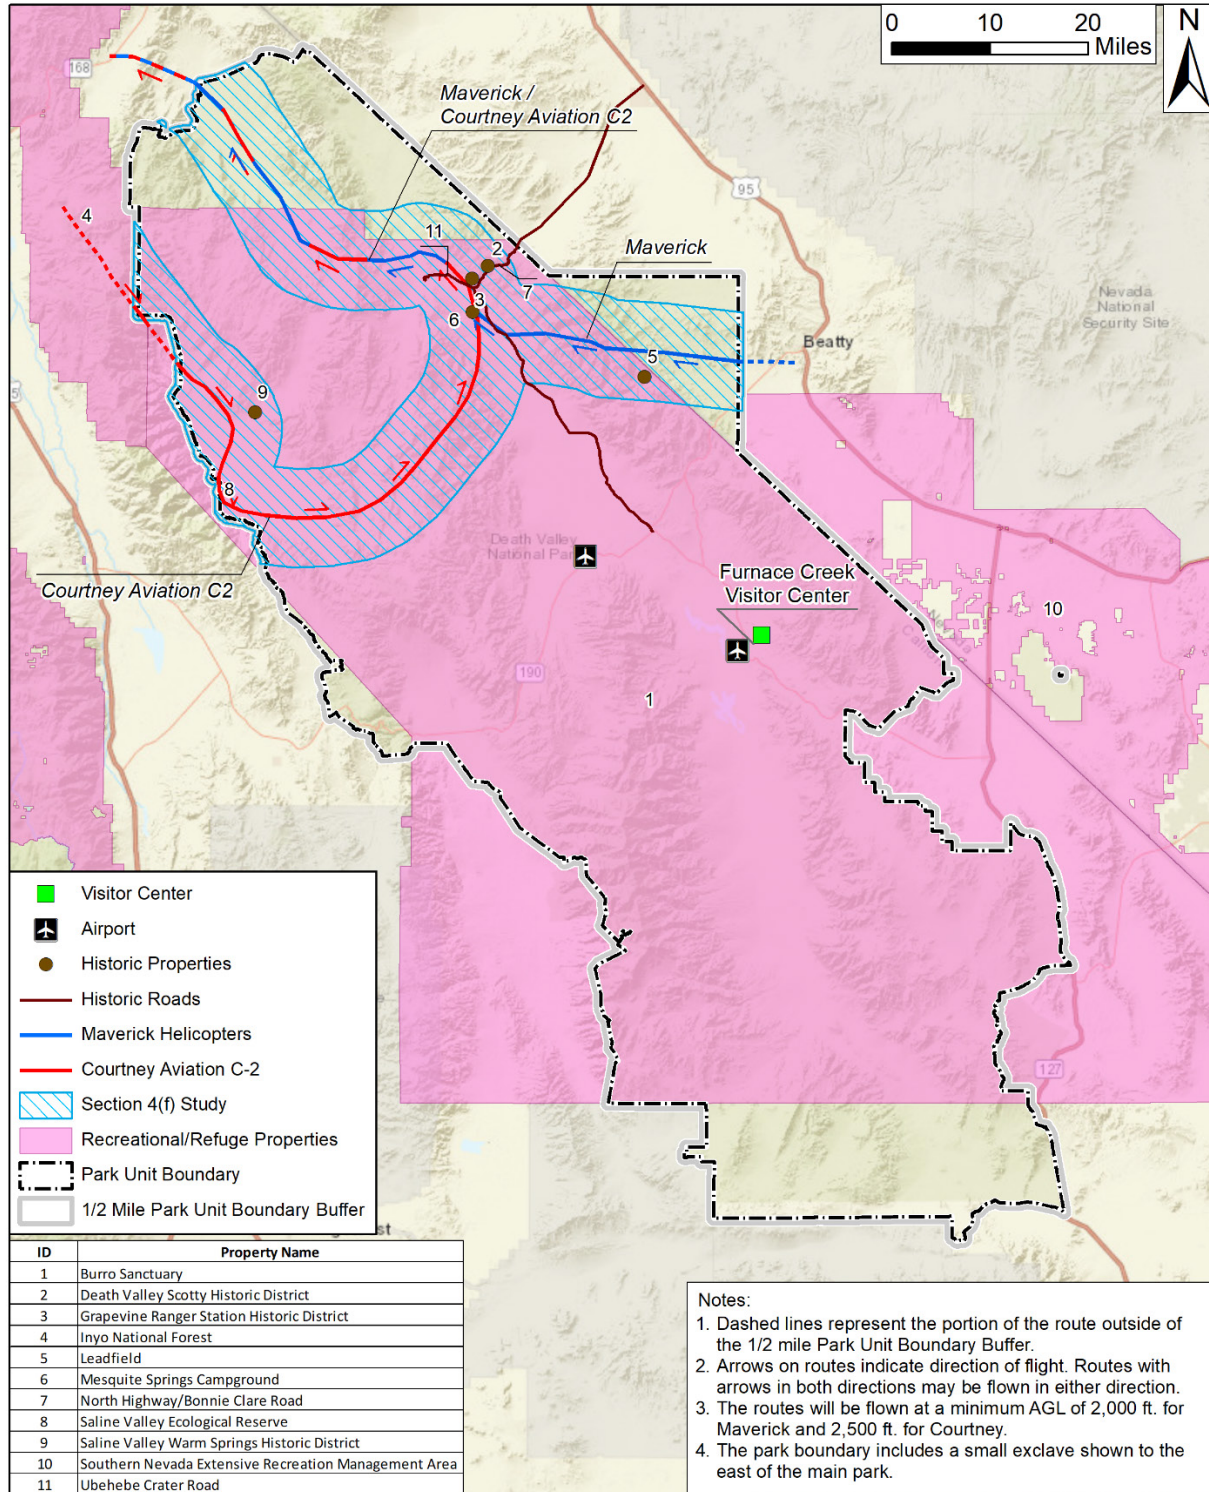 0 10 20
Miles
N
168
Maverick /
Courtney Aviation C2
95
4
11
2
Maverick
7
3
6
Nevada
National
Security Site
Beatty
5
9
8
Death Valley
National Park
Courtney Aviation C2
Furnace Creek
Visitor Center
10
190
1
127
Visitor Center
Airport
Historic Properties
Historic Roads
Maverick Helicopters
Courtney Aviation C-2
Section 4(f) Study
Recreational/Refuge Properties
Park Unit Boundary
1/2 Mile Park Unit Boundary Buffer
ID Property Name
1 Burro Sanctuary
2 Death Valley Scotty Historic District
3 Grapevine Ranger Station Historic District
4 Inyo National Forest
5 Leadfield
6 Mesquite Springs Campground
7 North Highway/Bonnie Clare Road
8 Saline Valley Ecological Reserve
9 Saline Valley Warm Springs Historic District
10 Southern Nevada Extensive Recreation Management Area
11 Ubehebe Crater Road
Notes:
1. Dashed lines represent the portion of the route outside of
the 1/2 mile Park Unit Boundary Buffer.
2. Arrows on routes indicate direction of flight. Routes with
arrows in both directions may be flown in either direction.
3. The routes will be flown at a minimum AGL of 2,000 ft. for
Maverick and 2,500 ft. for Courtney.
4. The park boundary includes a small exclave shown to the
east of the main park.